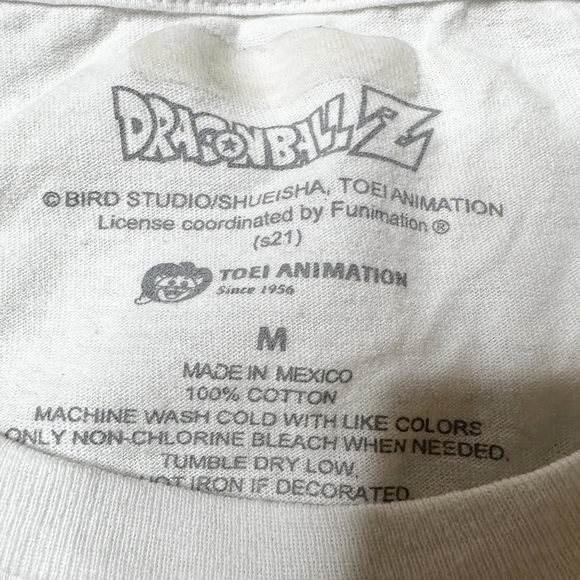 DRAGONBALL Z
© BIRD STUDIO/SHUEISHA, TOEI ANIMATION
License coordinated by Funimation ®
(s21)
TOEI ANIMATION
Since 1956
M
MADE IN MEXICO
100% COTTON
MACHINE WASH COLD WITH LIKE COLORS
ONLY NON-CHLORINE BLEACH WHEN NEEDED.
TUMBLE DRY LOW.
NOT IRON IF DECORATED